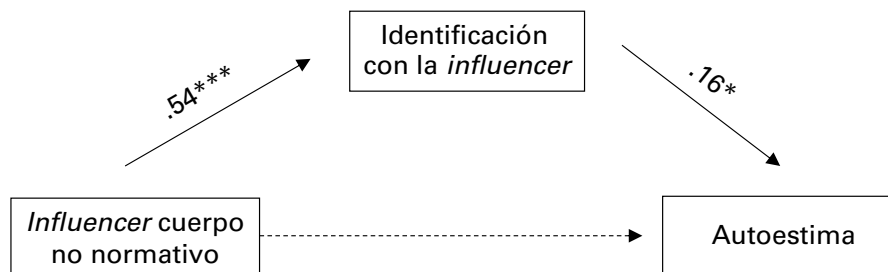 Identificación
con la influencer
.54***
.16*
Influencer cuerpo
no normativo
Autoestima